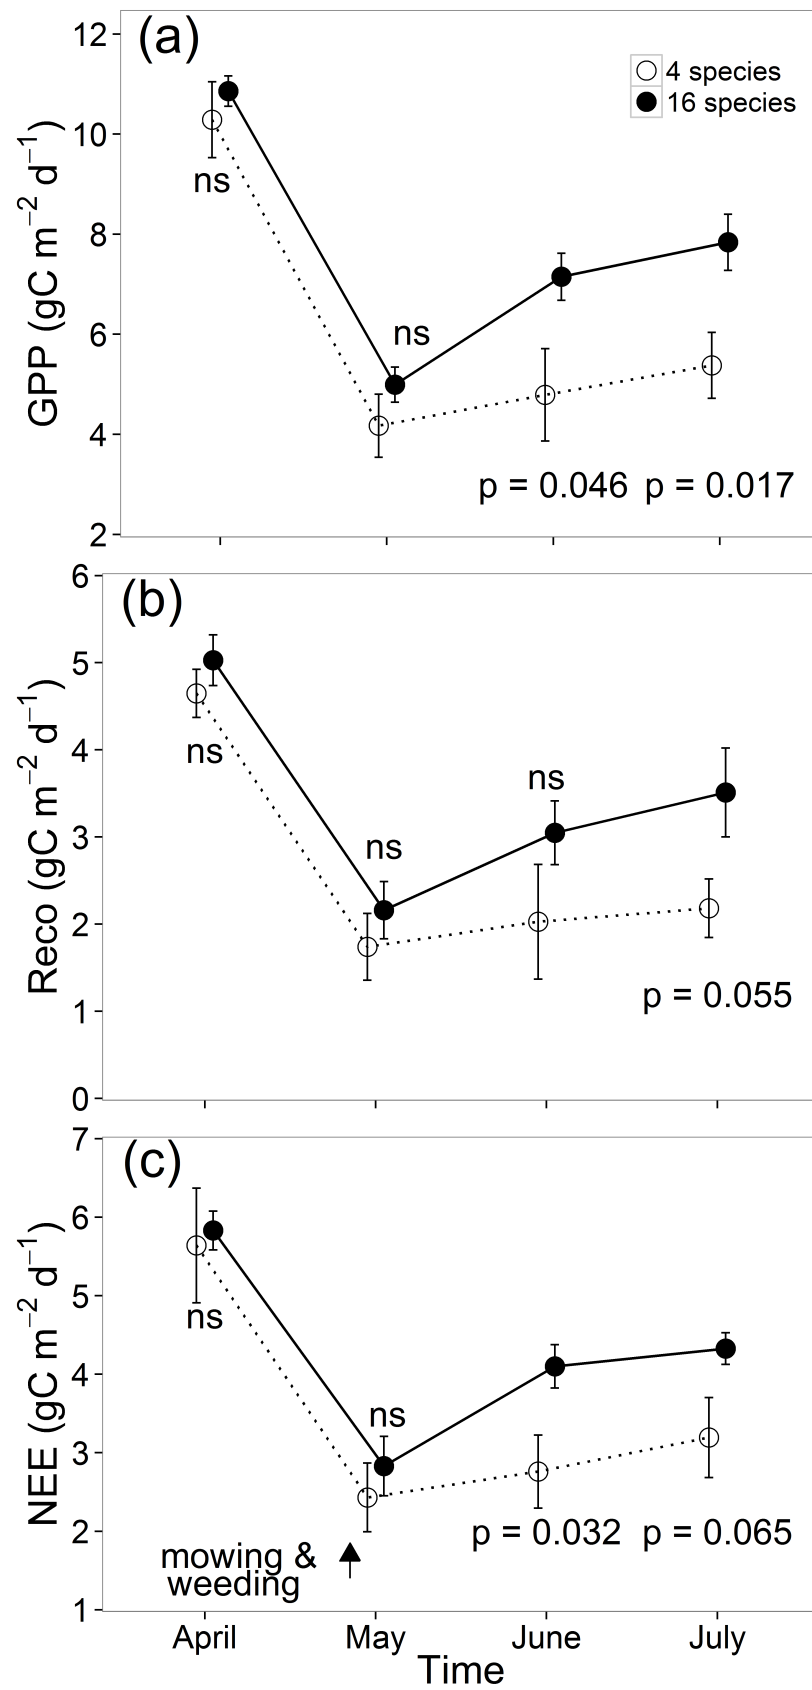 (a)
4 species
16 species
12
10
8
6
4
2
GPP (gC m⁻² d⁻¹)
ns
ns
p = 0.046
p = 0.017
(b)
6
5
4
3
2
1
0
Reco (gC m⁻² d⁻¹)
ns
ns
ns
p = 0.055
(c)
7
6
5
4
3
2
1
NEE (gC m⁻² d⁻¹)
ns
ns
p = 0.032
p = 0.065
mowing &
weeding
April
May
June
July
Time